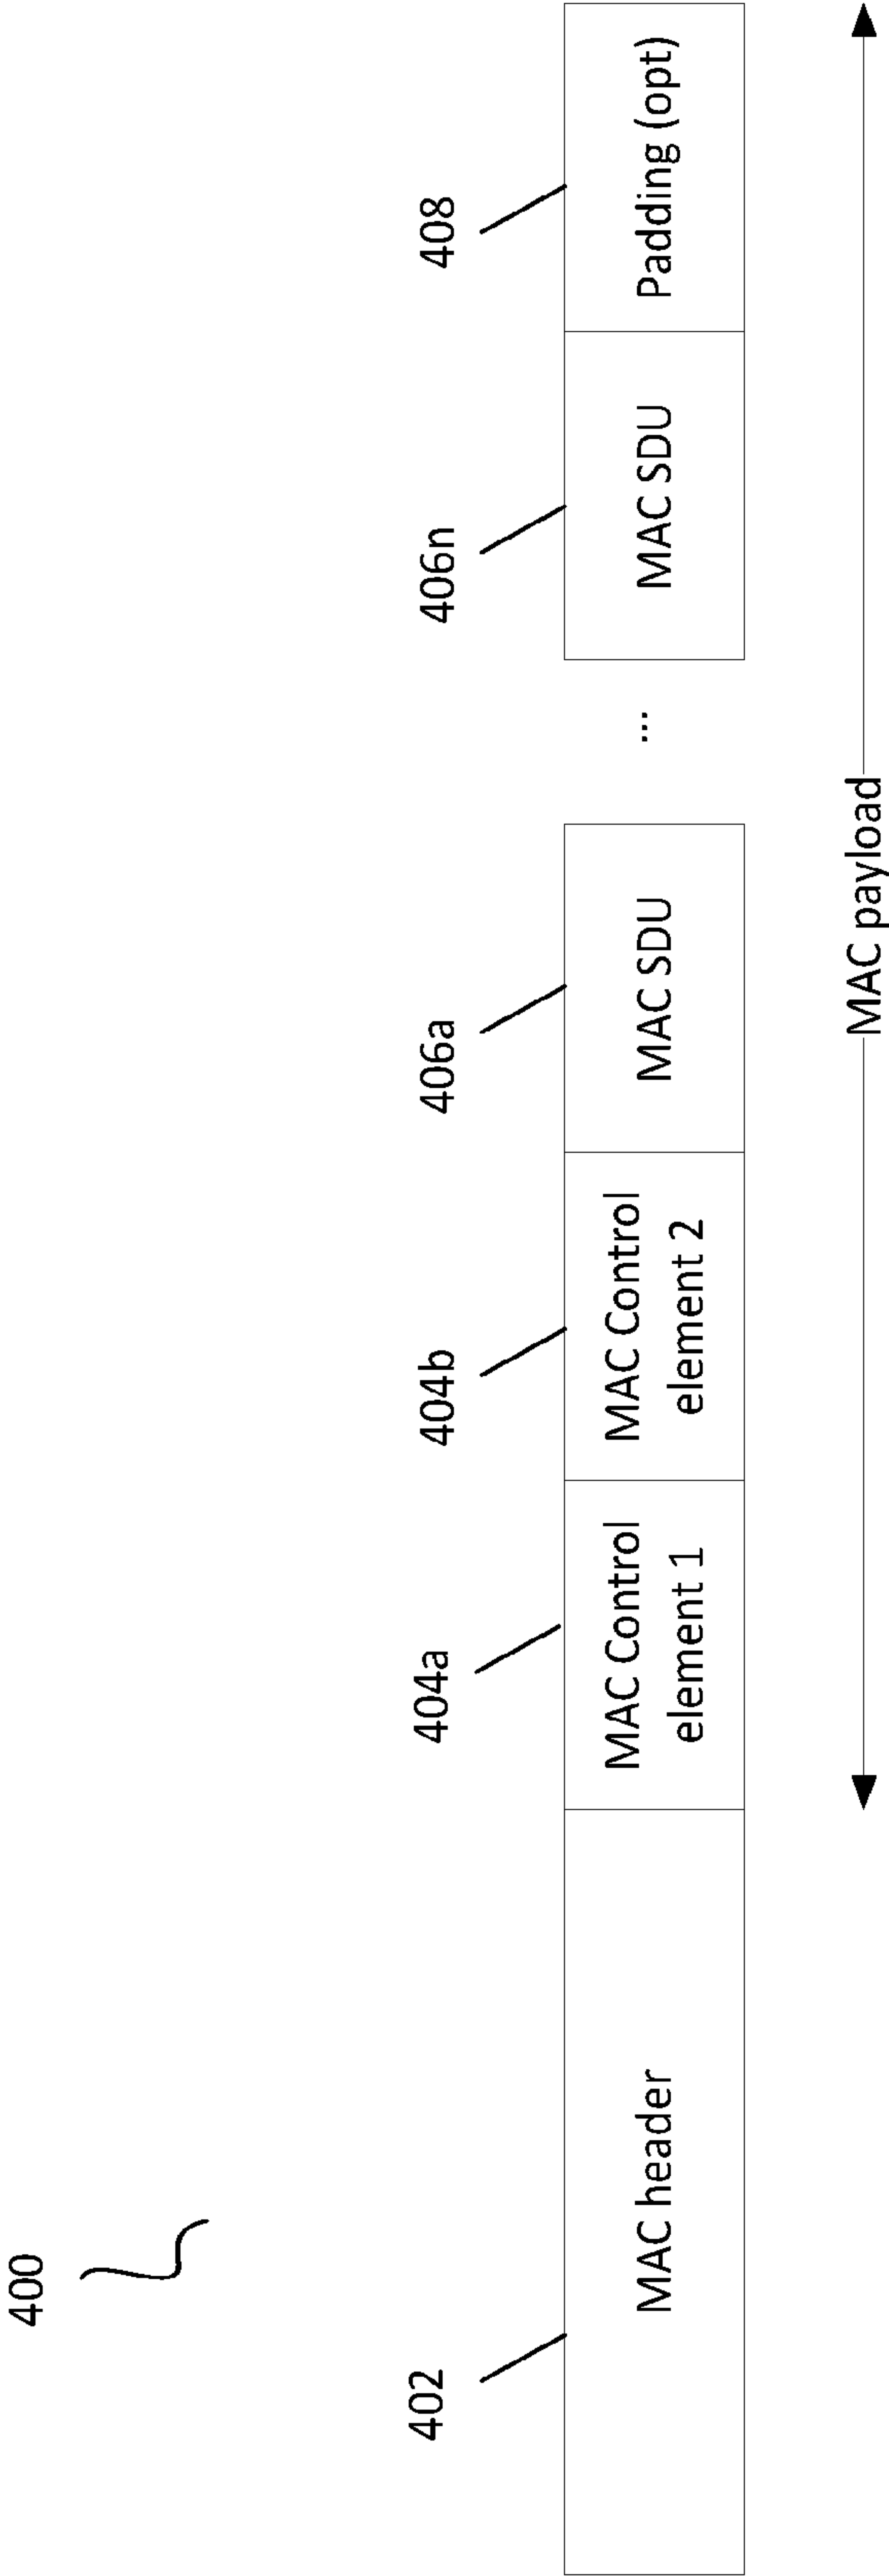 400
402
404a
404b
406a
406n
408
MAC header
MAC Control
element 1
MAC Control
element 2
MAC SDU
...
MAC SDU
Padding (opt)
MAC payload